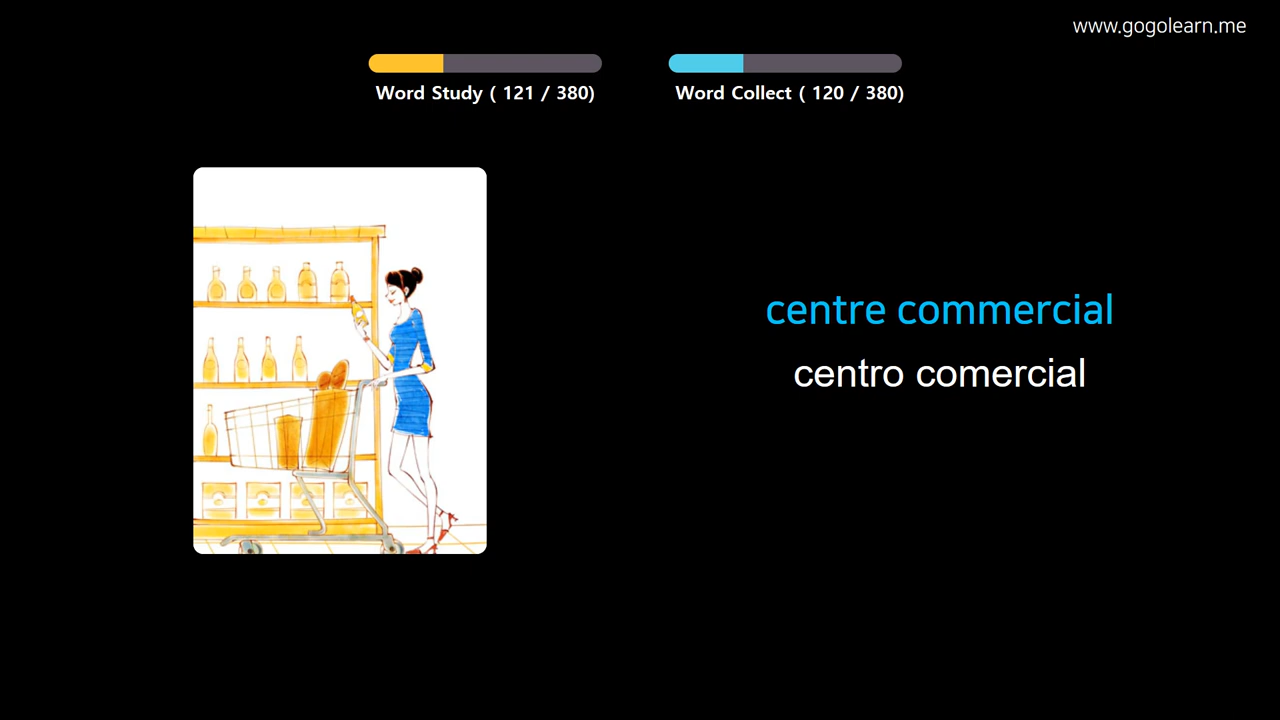 www.gogolearn.me
Word Study ( 121 / 380)
Word Collect ( 120 / 380)
centre commercial
centro comercial